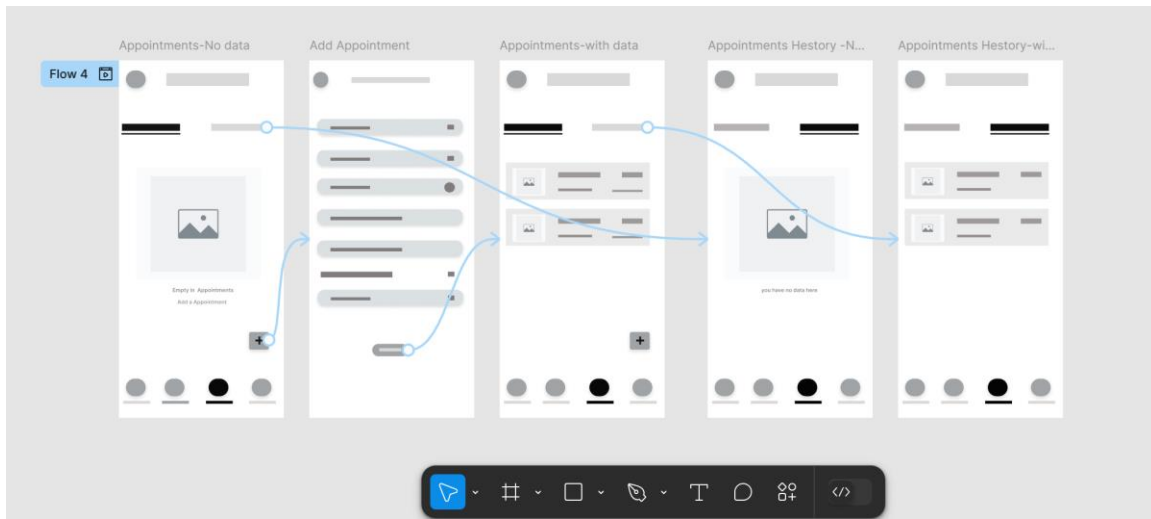 Appointments-No data
Add Appointment
Appointments-with data
Appointments Hestory -N...
Appointments Hestory-wi...
Flow 4
Empty in Appointments
Add a Appointment
you have no data here